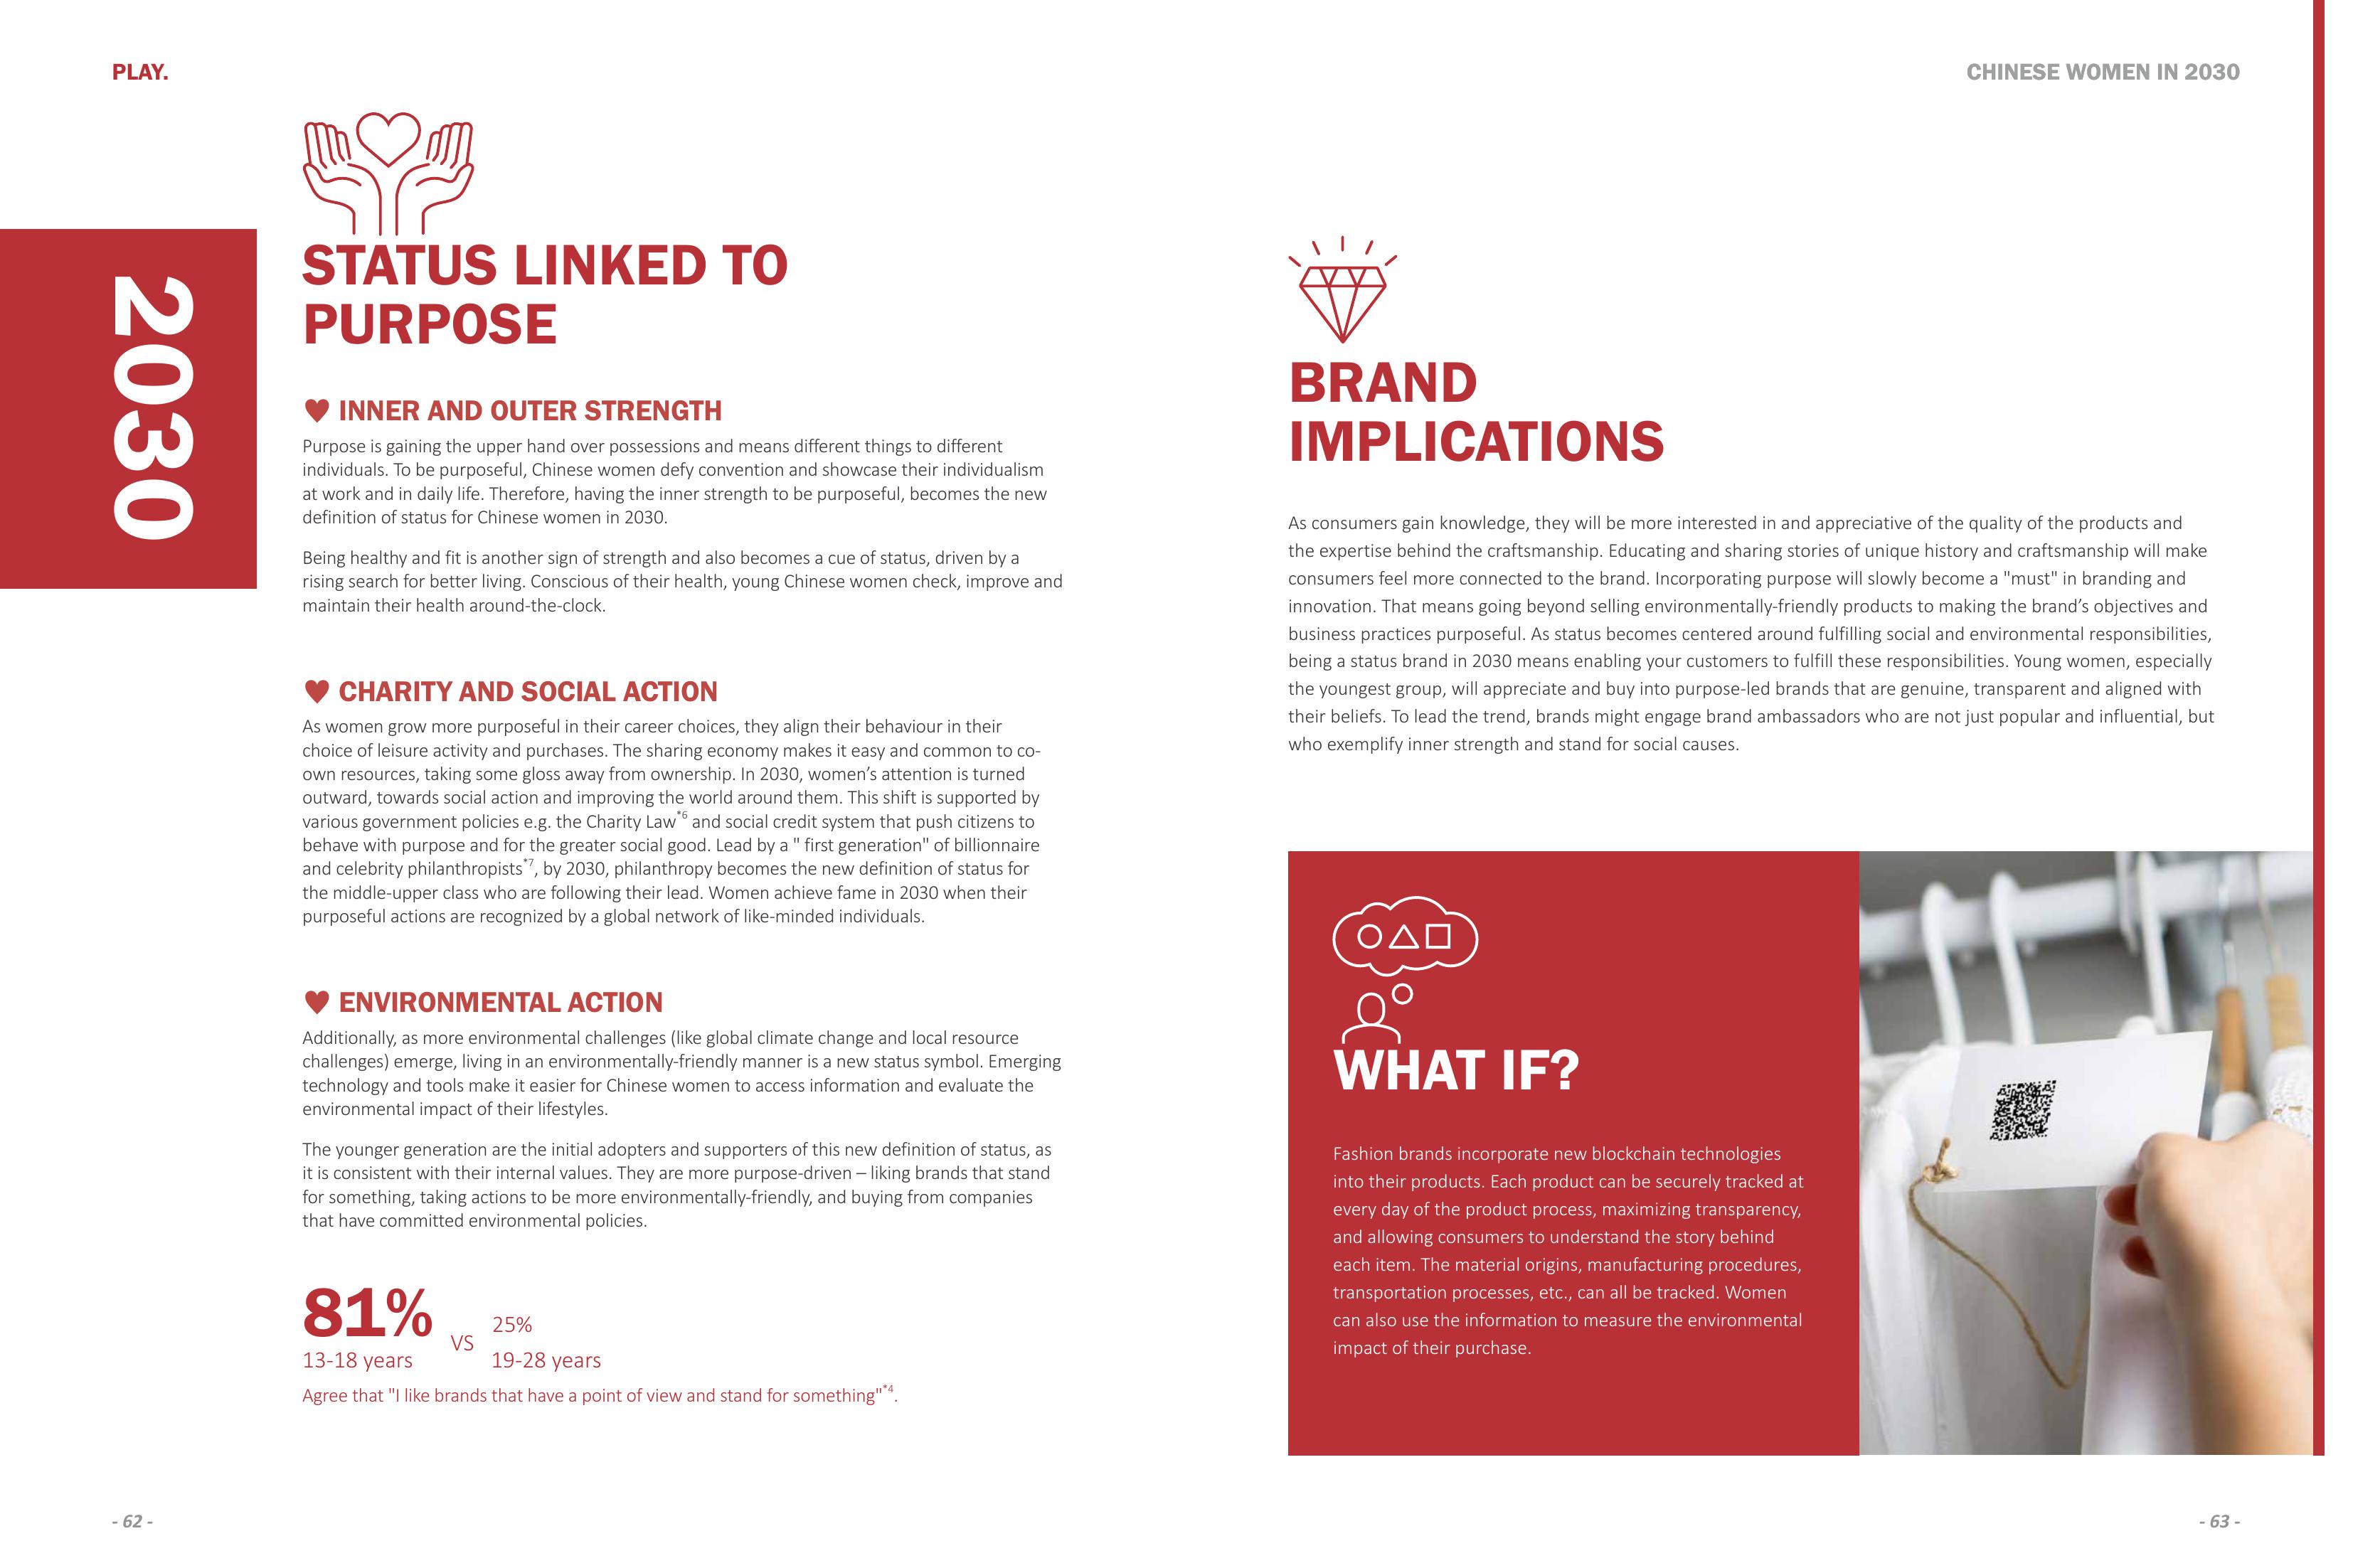 PLAY.
CHINESE WOMEN IN 2030
2030
STATUS LINKED TO
PURPOSE
INNER AND OUTER STRENGTH
Purpose is gaining the upper hand over possessions and means different things to different
individuals. To be purposeful, Chinese women defy convention and showcase their individualism
at work and in daily life. Therefore, having the inner strength to be purposeful, becomes the new
definition of status for Chinese women in 2030.
Being healthy and fit is another sign of strength and also becomes a cue of status, driven by a
rising search for better living. Conscious of their health, young Chinese women check, improve and
maintain their health around-the-clock.
CHARITY AND SOCIAL ACTION
As women grow more purposeful in their career choices, they align their behaviour in their
choice of leisure activity and purchases. The sharing economy makes it easy and common to co-
own resources, taking some gloss away from ownership. In 2030, women’s attention is turned
outward, towards social action and improving the world around them. This shift is supported by
various government policies e.g. the Charity Law*6 and social credit system that push citizens to
behave with purpose and for the greater social good. Lead by a " first generation" of billionnaire
and celebrity philanthropists*7, by 2030, philanthropy becomes the new definition of status for
the middle-upper class who are following their lead. Women achieve fame in 2030 when their
purposeful actions are recognized by a global network of like-minded individuals.
ENVIRONMENTAL ACTION
Additionally, as more environmental challenges (like global climate change and local resource
challenges) emerge, living in an environmentally-friendly manner is a new status symbol. Emerging
technology and tools make it easier for Chinese women to access information and evaluate the
environmental impact of their lifestyles.
The younger generation are the initial adopters and supporters of this new definition of status, as
it is consistent with their internal values. They are more purpose-driven – liking brands that stand
for something, taking actions to be more environmentally-friendly, and buying from companies
that have committed environmental policies.
81%
VS
25%
13-18 years
19-28 years
Agree that "I like brands that have a point of view and stand for something"*4.
- 62 -
BRAND
IMPLICATIONS
As consumers gain knowledge, they will be more interested in and appreciative of the quality of the products and
the expertise behind the craftsmanship. Educating and sharing stories of unique history and craftsmanship will make
consumers feel more connected to the brand. Incorporating purpose will slowly become a "must" in branding and
innovation. That means going beyond selling environmentally-friendly products to making the brand’s objectives and
business practices purposeful. As status becomes centered around fulfilling social and environmental responsibilities,
being a status brand in 2030 means enabling your customers to fulfill these responsibilities. Young women, especially
the youngest group, will appreciate and buy into purpose-led brands that are genuine, transparent and aligned with
their beliefs. To lead the trend, brands might engage brand ambassadors who are not just popular and influential, but
who exemplify inner strength and stand for social causes.
WHAT IF?
Fashion brands incorporate new blockchain technologies
into their products. Each product can be securely tracked at
every day of the product process, maximizing transparency,
and allowing consumers to understand the story behind
each item. The material origins, manufacturing procedures,
transportation processes, etc., can all be tracked. Women
can also use the information to measure the environmental
impact of their purchase.
- 63 -